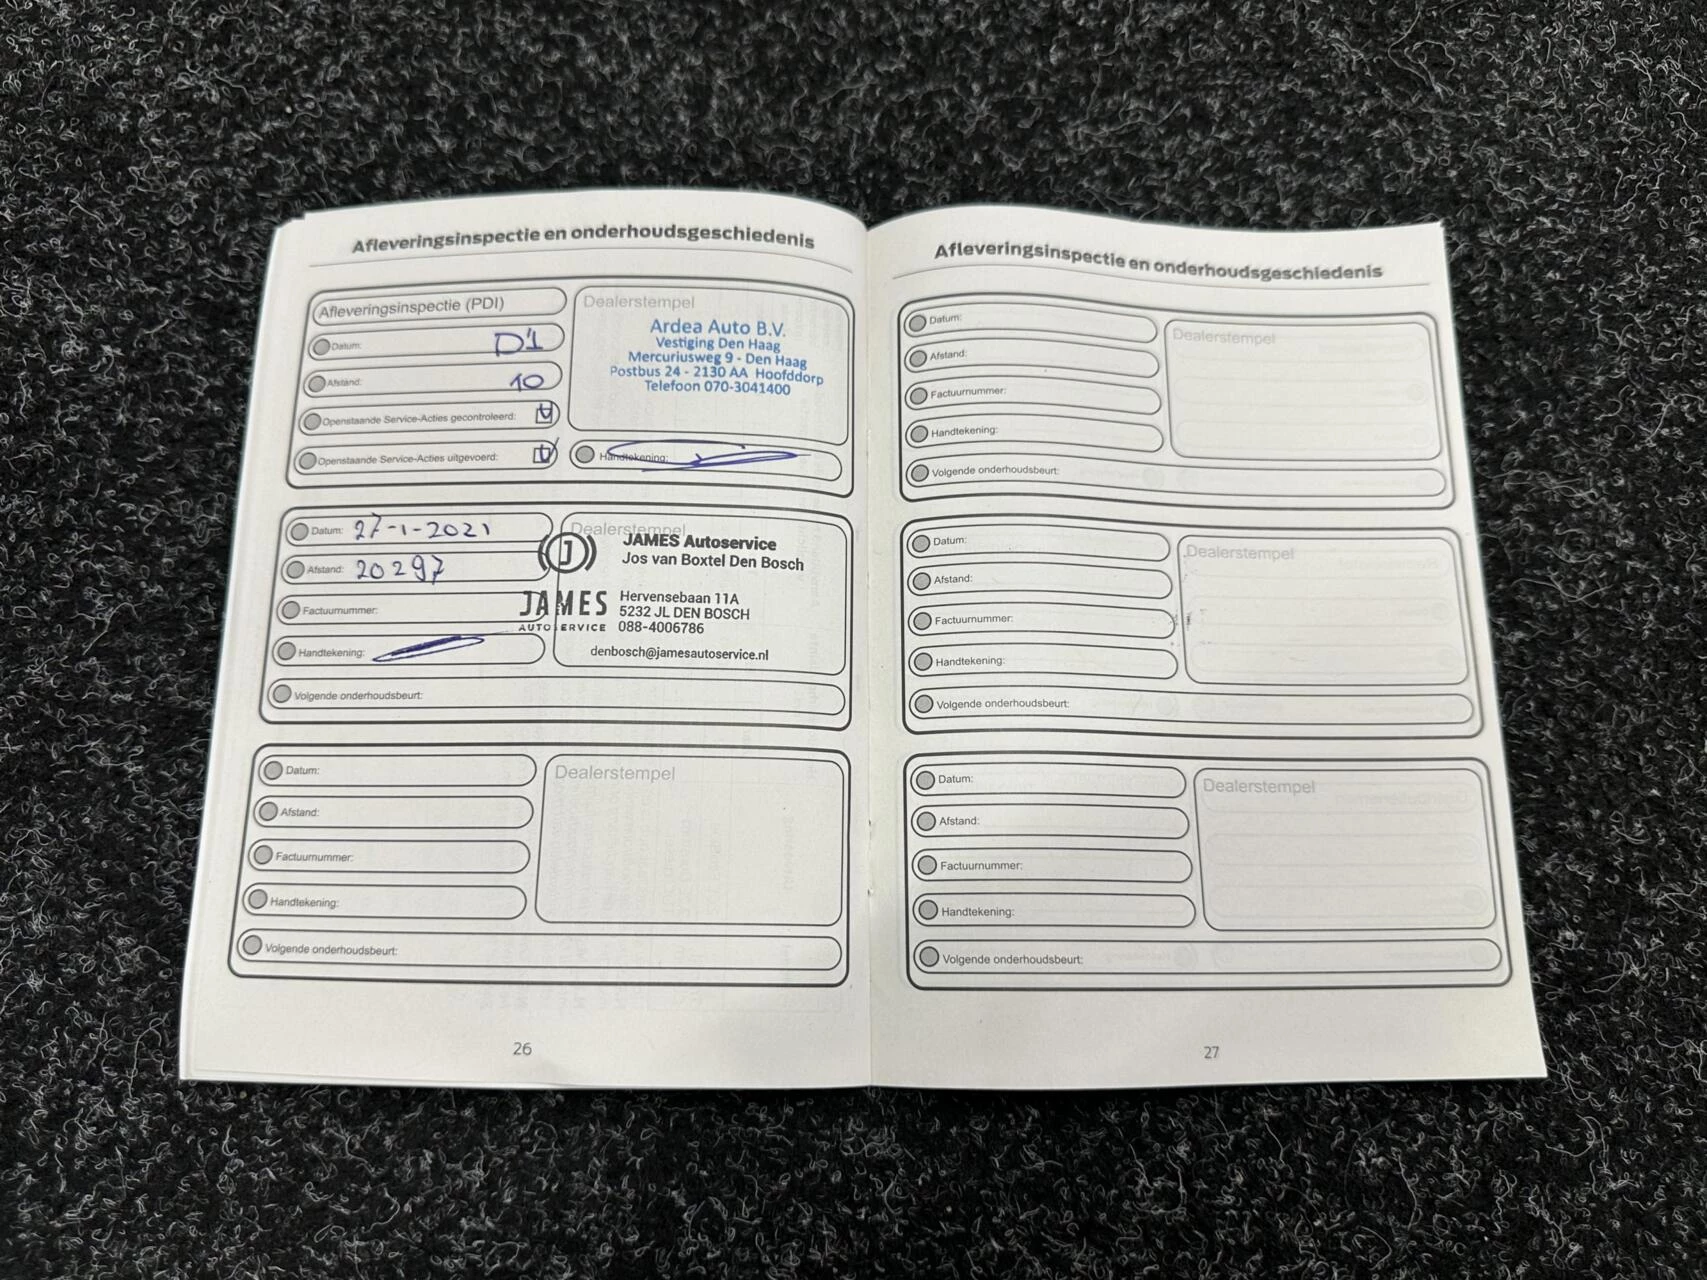 Afleveringsinspectie en onderhoudsgeschiedenis
Afleveringsinspectie (PDI)
Datum: D1
Afstand: 10
Openstaande Service-Acties gecontroleerd:
Openstaande Service-Acties uitgevoerd:
Dealerstempel
Ardea Auto B.V.
Vestiging Den Haag
Mercuriusweg 9 - Den Haag
Postbus 24 - 2130 AA Hoofddorp
Telefoon 070-3041400
Handtekening:
Datum: 27-1-2021
Afstand: 20297
Factuurnummer:
Handtekening:
Dealerstempel
JAMES Autoservice
Jos van Boxtel Den Bosch
J
JAMES
AUTOSERVICE
Hervensebaan 11A
5232 JL DEN BOSCH
088-4006786
denbosch@jamesautoservice.nl
Volgende onderhoudsbeurt:
Datum:
Afstand:
Factuurnummer:
Handtekening:
Dealerstempel
Volgende onderhoudsbeurt:
26
Afleveringsinspectie en onderhoudsgeschiedenis
Datum:
Afstand:
Factuurnummer:
Handtekening:
Dealerstempel
Volgende onderhoudsbeurt:
Datum:
Afstand:
Factuurnummer:
Handtekening:
Dealerstempel
Volgende onderhoudsbeurt:
Datum:
Afstand:
Factuurnummer:
Handtekening:
Dealerstempel
Volgende onderhoudsbeurt:
27